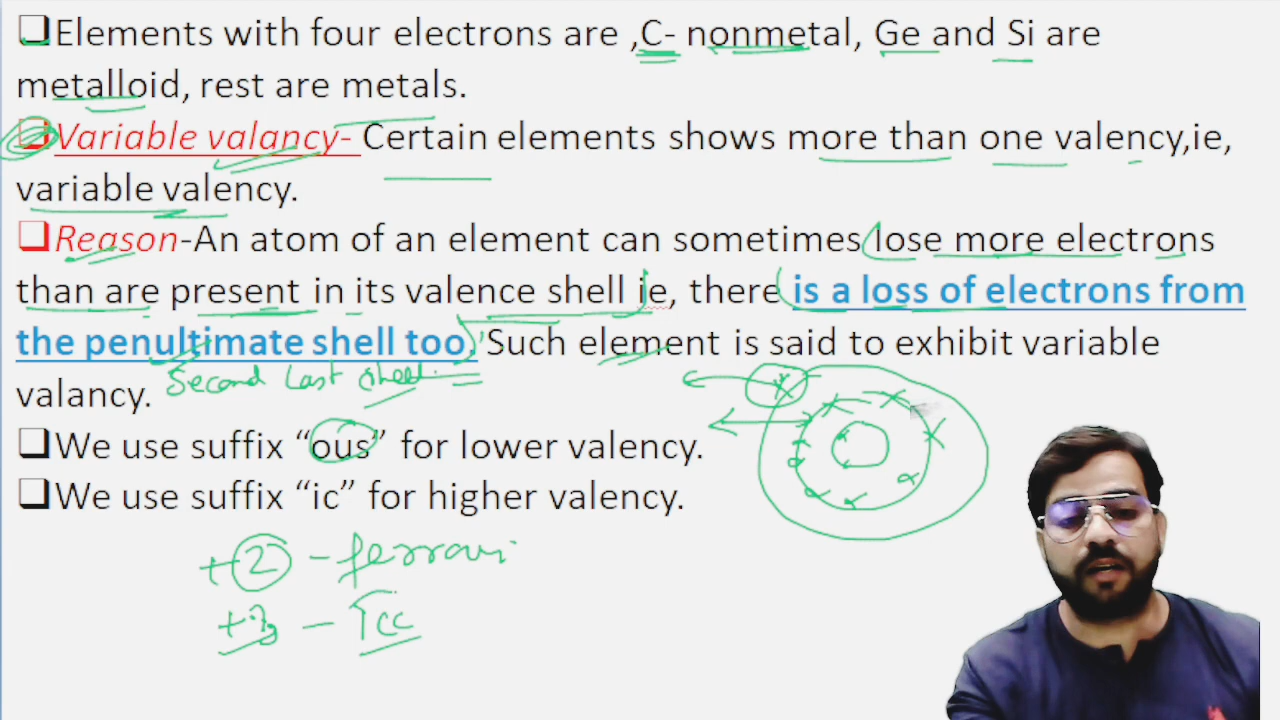 Elements with four electrons are ,C- nonmetal, Ge and Si are
metalloid, rest are metals.
Variable valancy- Certain elements shows more than one valency,ie,
variable valency.
Reason-An atom of an element can sometimes lose more electrons
than are present in its valence shell ie, there is a loss of electrons from
the penultimate shell too. Such element is said to exhibit variable
Second Last shell.
valancy.
We use suffix “ous” for lower valency.
We use suffix “ic” for higher valency.
+2 -
+3 -